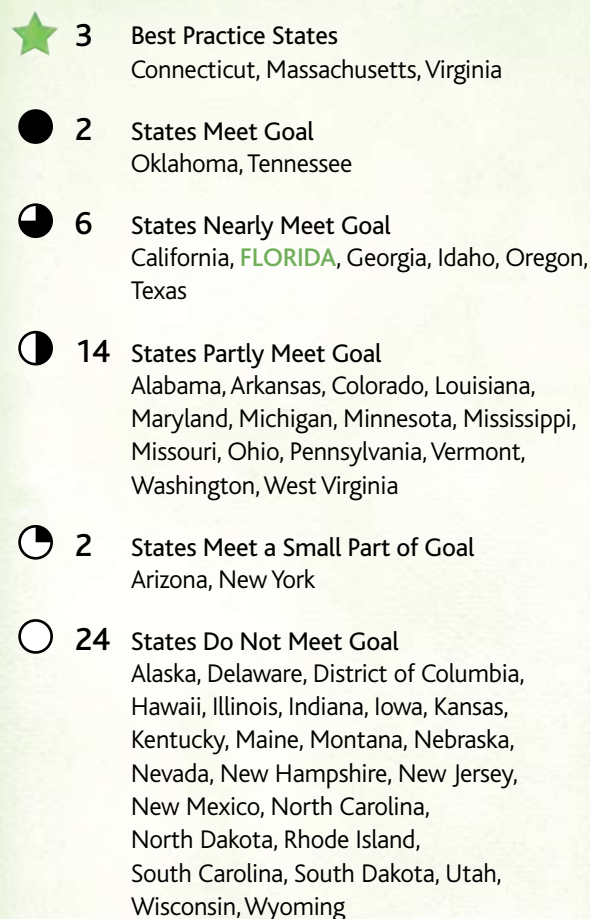 3 Best Practice States
Connecticut, Massachusetts, Virginia
2 States Meet Goal
Oklahoma, Tennessee
6 States Nearly Meet Goal
California, FLORIDA, Georgia, Idaho, Oregon,
Texas
14 States Partly Meet Goal
Alabama, Arkansas, Colorado, Louisiana,
Maryland, Michigan, Minnesota, Mississippi,
Missouri, Ohio, Pennsylvania, Vermont,
Washington, West Virginia
2 States Meet a Small Part of Goal
Arizona, New York
24 States Do Not Meet Goal
Alaska, Delaware, District of Columbia,
Hawaii, Illinois, Indiana, Iowa, Kansas,
Kentucky, Maine, Montana, Nebraska,
Nevada, New Hampshire, New Jersey,
New Mexico, North Carolina,
North Dakota, Rhode Island,
South Carolina, South Dakota, Utah,
Wisconsin, Wyoming